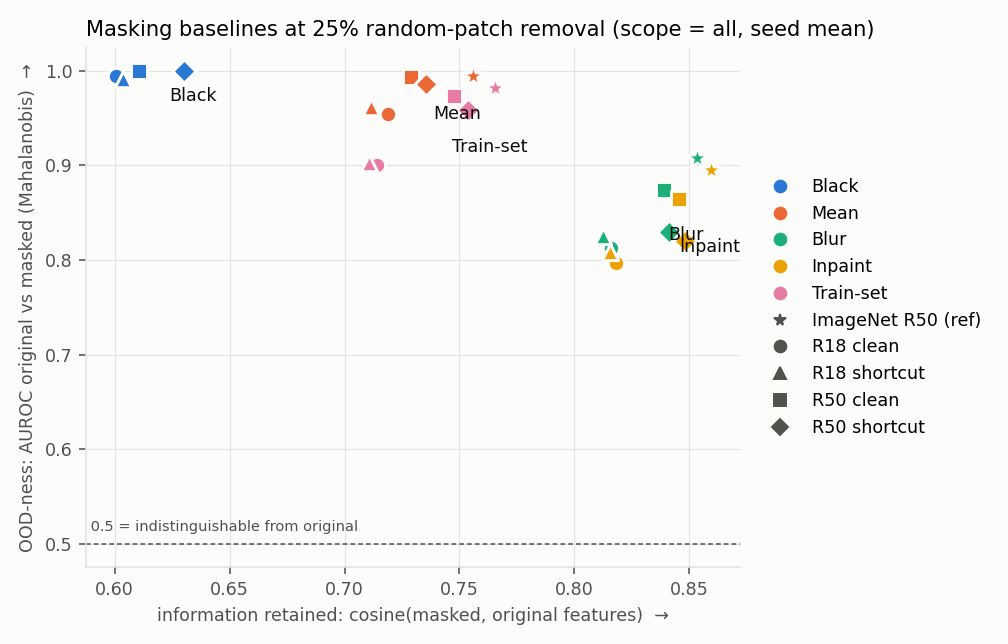 Masking baselines at 25% random-patch removal (scope = all, seed mean)
OOD-ness: AUROC original vs masked (Mahalanobis) →
1.0
0.9
0.8
0.7
0.6
0.5
Black
Mean
Train-set
Blur
Inpaint
0.5 = indistinguishable from original
0.60 0.65 0.70 0.75 0.80 0.85
information retained: cosine(masked, original features) →
Black
Mean
Blur
Inpaint
Train-set
ImageNet R50 (ref)
R18 clean
R18 shortcut
R50 clean
R50 shortcut